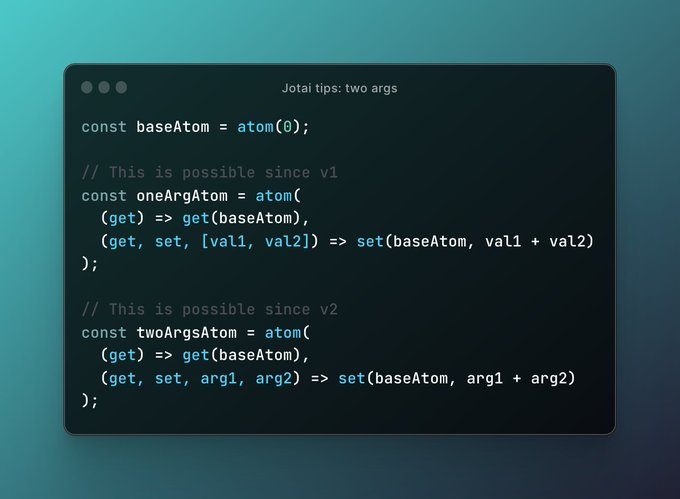 Jotai tips: two args
const baseAtom = atom(0);
// This is possible since v1
const oneArgAtom = atom(
  (get) => get(baseAtom),
  (get, set, [val1, val2]) => set(baseAtom, val1 + val2)
);
// This is possible since v2
const twoArgsAtom = atom(
  (get) => get(baseAtom),
  (get, set, arg1, arg2) => set(baseAtom, arg1 + arg2)
);